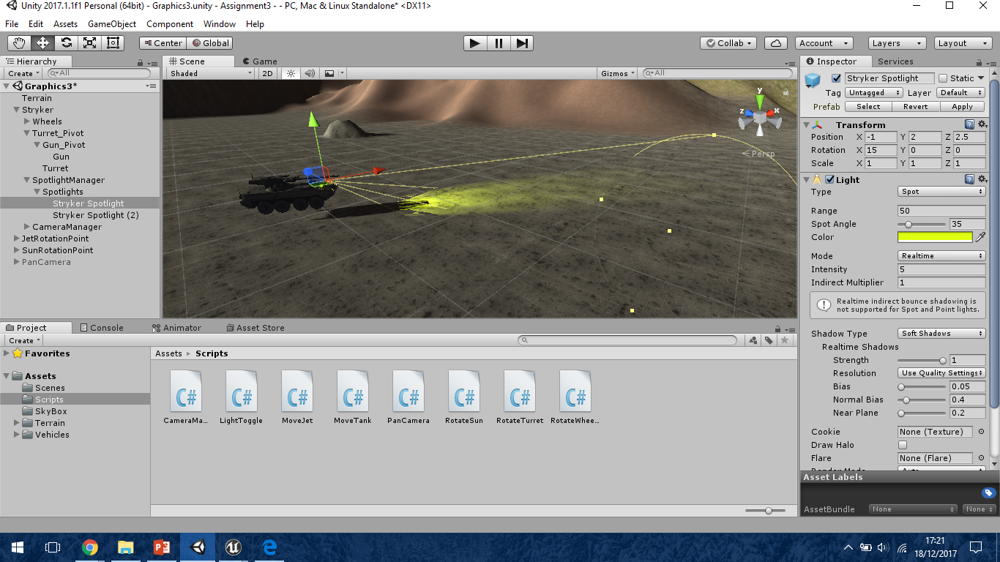 Unity 2017.1.1f1 Personal (64bit) - Graphics3.unity - Assignment3 - - PC, Mac & Linux Standalone* <DX11>
File Edit Assets GameObject Component Window Help
Center Global Collab Account Layers Layout
Hierarchy
Create All
Graphics3*
Terrain
Stryker
Wheels
Turret_Pivot
Gun_Pivot
Gun
Turret
SpotlightManager
Spotlights
Stryker Spotlight
Stryker Spotlight (2)
CameraManager
JetRotationPoint
SunRotationPoint
PanCamera
Scene Game
Shaded 2D Gizmos All
y
z x
Persp
Inspector Services
Stryker Spotlight Static
Tag Untagged Layer Default
Prefab Select Revert Apply
Transform
Position X -1 Y 2 Z 2.5
Rotation X 15 Y 0 Z 0
Scale X 1 Y 1 Z 1
Light
Type Spot
Range 50
Spot Angle 35
Color
Mode Realtime
Intensity 5
Indirect Multiplier 1
Realtime indirect bounce shadowing is
not supported for Spot and Point lights.
Shadow Type Soft Shadows
Realtime Shadows
Strength 1
Resolution Use Quality Settings
Bias 0.05
Normal Bias 0.4
Near Plane 0.2
Cookie None (Texture)
Draw Halo
Flare None (Flare)
Render Mode Auto
Asset Labels
AssetBundle None None
Project Console Animator Asset Store
Create
Favorites
Assets
Scenes
Scripts
SkyBox
Terrain
Vehicles
Assets Scripts
C# C# C# C# C# C# C# C#
CameraMa... LightToggle MoveJet MoveTank PanCamera RotateSun RotateTurret RotateWhee...
17:21
18/12/2017